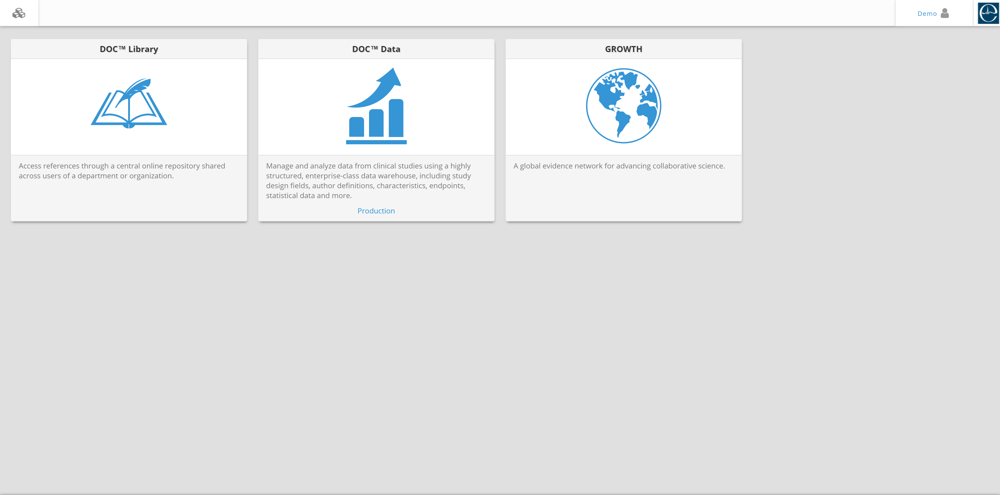 Demo
DOC™ Library
Access references through a central online repository shared
across users of a department or organization.
DOC™ Data
Manage and analyze data from clinical studies using a highly
structured, enterprise-class data warehouse, including study
design fields, author definitions, characteristics, endpoints,
statistical data and more.
Production
GROWTH
A global evidence network for advancing collaborative science.